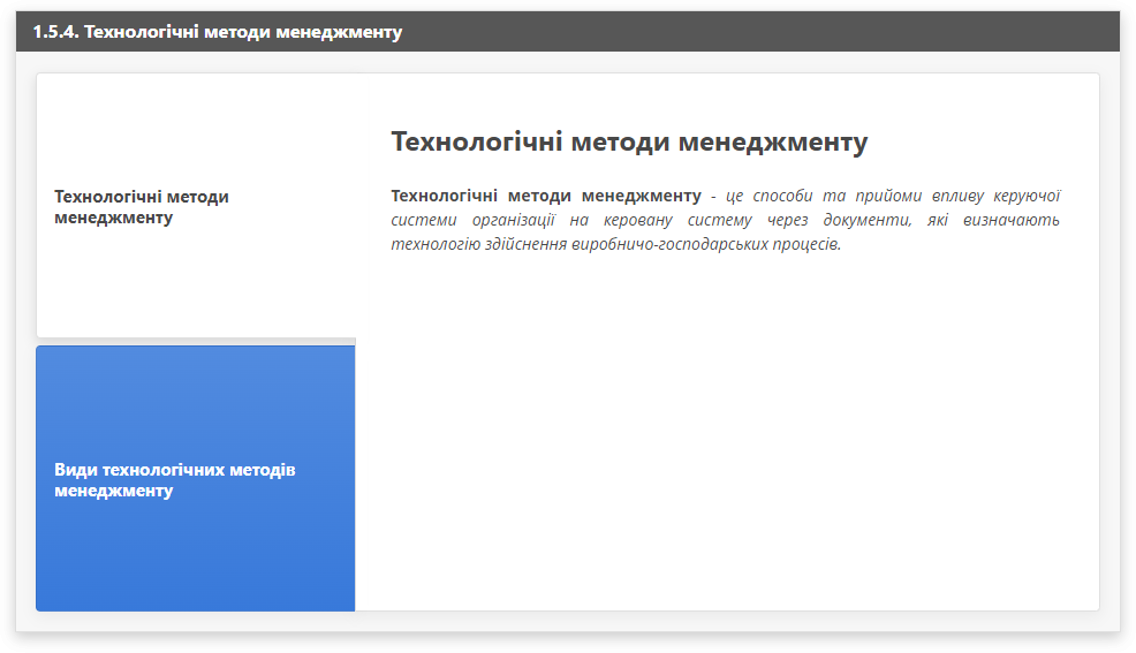 1.5.4. Технологічні методи менеджменту
Технологічні методи
менеджменту
Види технологічних методів
менеджменту
Технологічні методи менеджменту
Технологічні методи менеджменту - це способи та прийоми впливу керуючої
системи організації на керовану систему через документи, які визначають
технологію здійснення виробничо-господарських процесів.